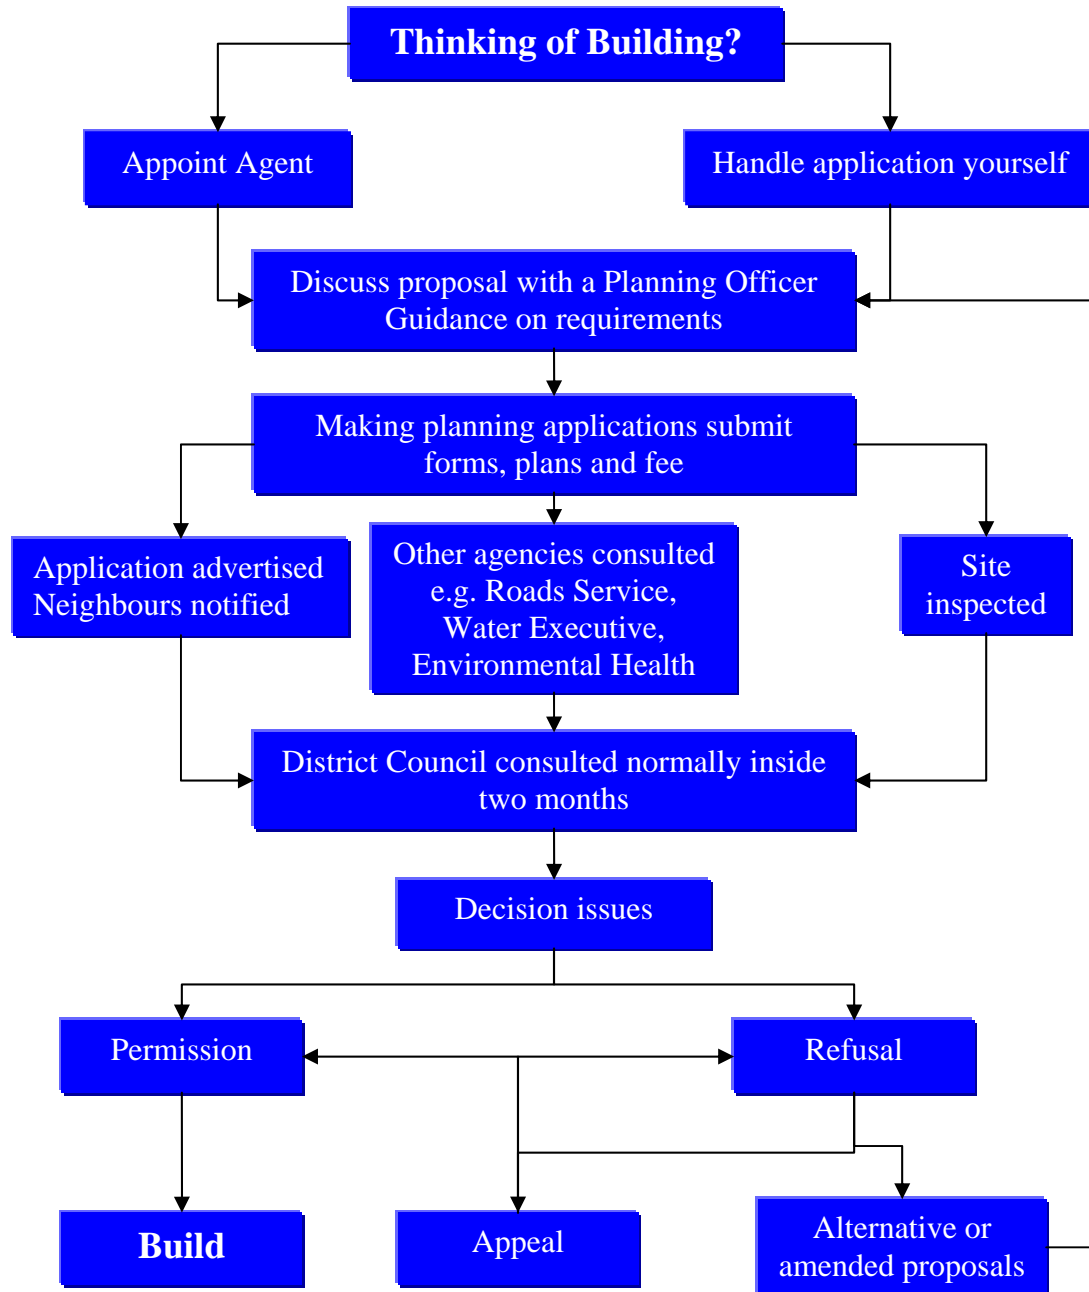 Thinking of Building?
Appoint Agent
Handle application yourself
Discuss proposal with a Planning Officer
Guidance on requirements
Making planning applications submit
forms, plans and fee
Application advertised
Neighbours notified
Other agencies consulted
e.g. Roads Service,
Water Executive,
Environmental Health
Site
inspected
District Council consulted normally inside
two months
Decision issues
Permission
Refusal
Build
Appeal
Alternative or
amended proposals